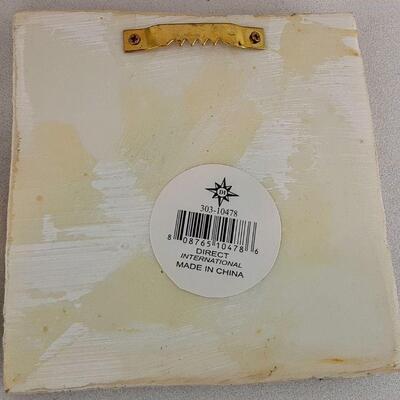 DI
303-10478
8 08765 10478 6
DIRECT
INTERNATIONAL
MADE IN CHINA